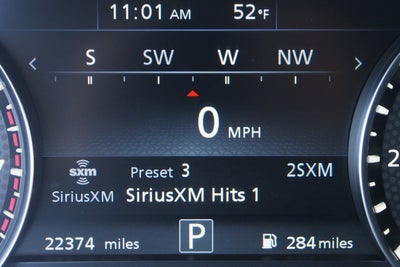 11:01 AM 52°F
< S SW W NW >
0 MPH
sxm Preset 3 2SXM
SiriusXM SiriusXM Hits 1
22374 miles P 284 miles
2